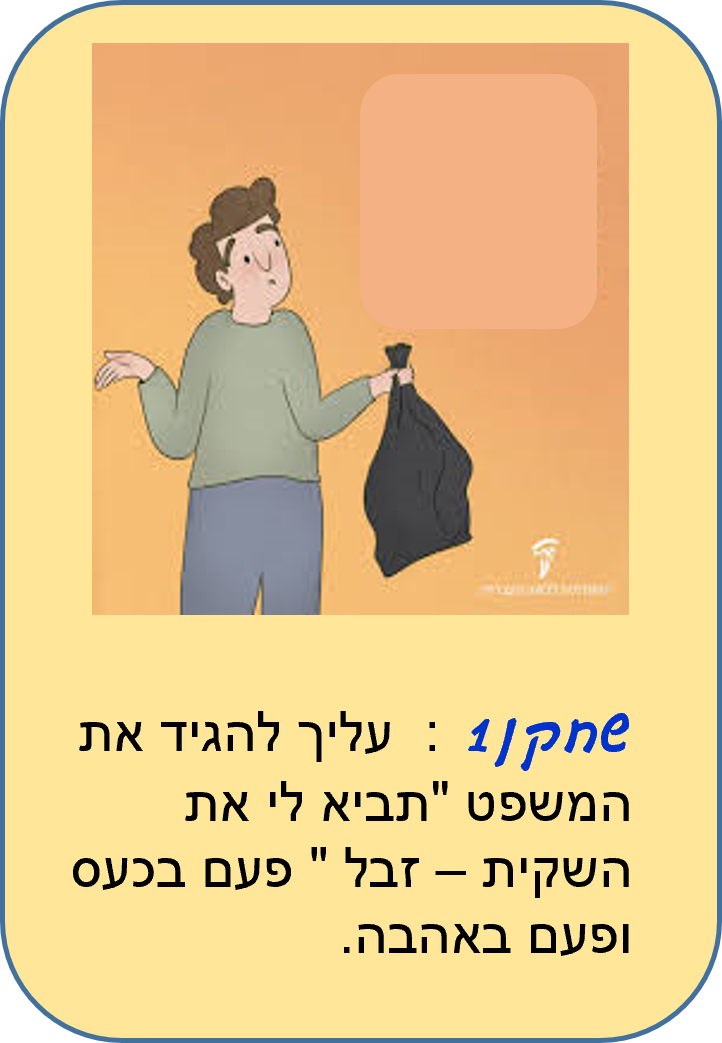 שחקן1 : עליך להגיד את
המשפט "תביא לי את
השקית – זבל " פעם בכעס
ופעם באהבה.